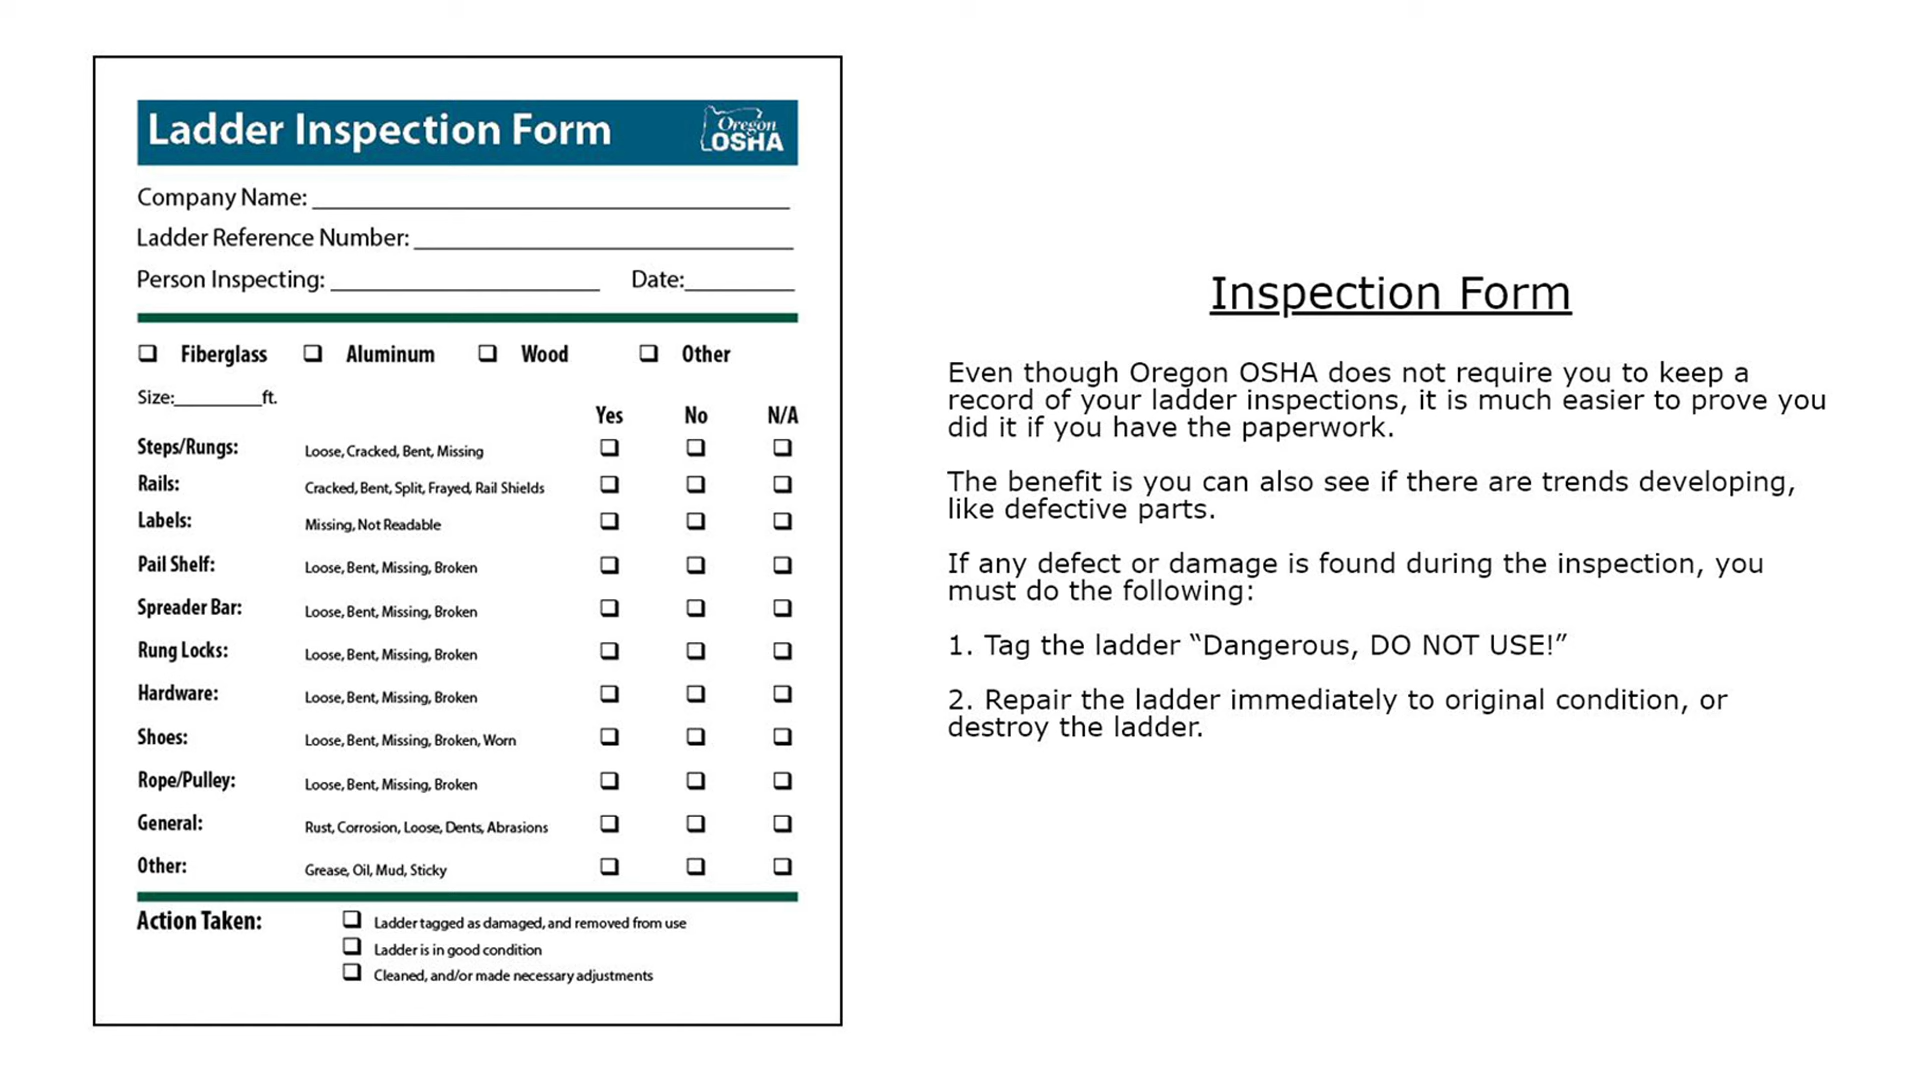 Ladder Inspection Form
Oregon
OSHA
Company Name:
Ladder Reference Number:
Person Inspecting: Date:
Fiberglass Aluminum Wood Other
Size: ft.
Yes No N/A
Steps/Rungs: Loose, Cracked, Bent, Missing
Rails: Cracked, Bent, Split, Frayed, Rail Shields
Labels: Missing, Not Readable
Pail Shelf: Loose, Bent, Missing, Broken
Spreader Bar: Loose, Bent, Missing, Broken
Rung Locks: Loose, Bent, Missing, Broken
Hardware: Loose, Bent, Missing, Broken
Shoes: Loose, Bent, Missing, Broken, Worn
Rope/Pulley: Loose, Bent, Missing, Broken
General: Rust, Corrosion, Loose, Dents, Abrasions
Other: Grease, Oil, Mud, Sticky
Action Taken: Ladder tagged as damaged, and removed from use
Ladder is in good condition
Cleaned, and/or made necessary adjustments
Inspection Form
Even though Oregon OSHA does not require you to keep a
record of your ladder inspections, it is much easier to prove you
did it if you have the paperwork.
The benefit is you can also see if there are trends developing,
like defective parts.
If any defect or damage is found during the inspection, you
must do the following:
1. Tag the ladder “Dangerous, DO NOT USE!”
2. Repair the ladder immediately to original condition, or
destroy the ladder.